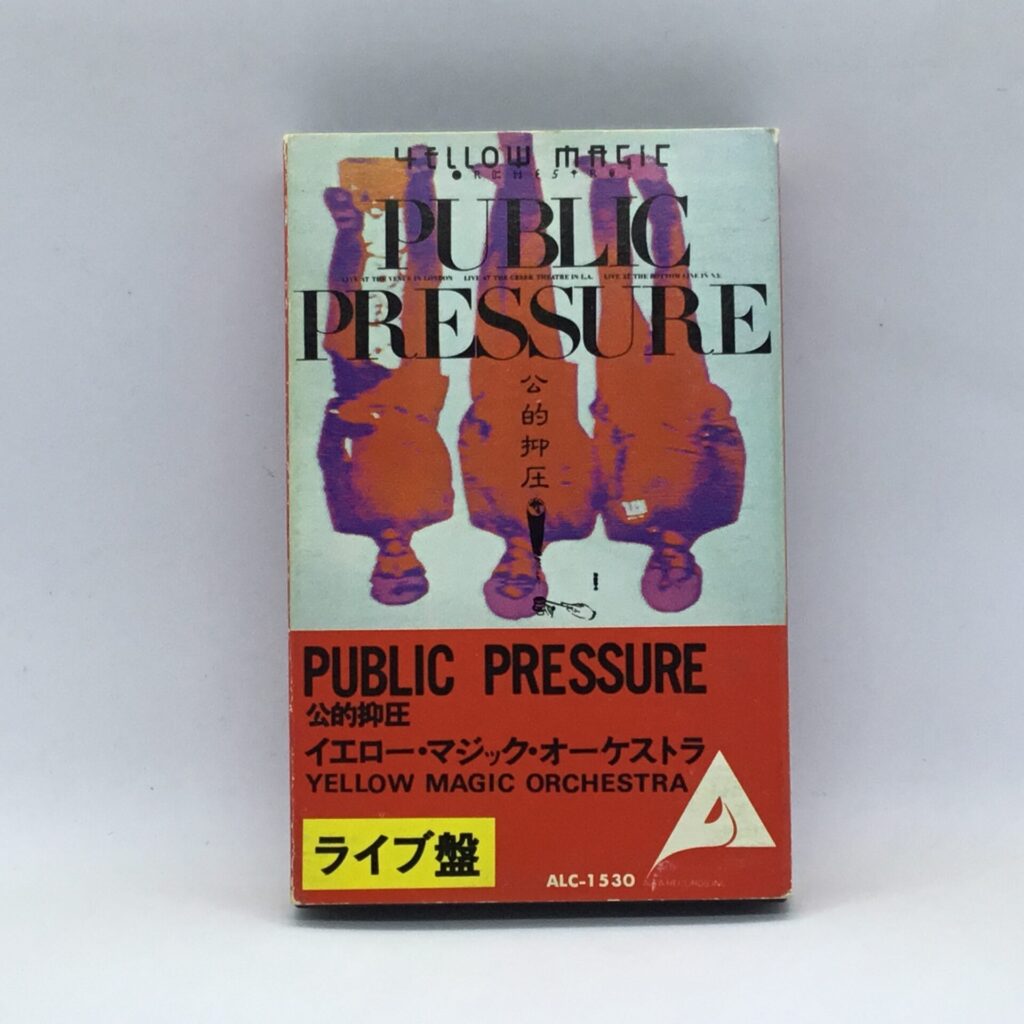 YELLOW MAGIC
ORCHESTRA
PUBLIC
LIVE AT THE VENUE IN LONDON LIVE AT THE GREEK THEATRE IN L.A. LIVE AT THE BOTTOM LINE IN N.Y.
PRESSURE
公的抑圧
PUBLIC PRESSURE
公的抑圧
イエロー・マジック・オーケストラ
YELLOW MAGIC ORCHESTRA
ライブ盤
ALC-1530